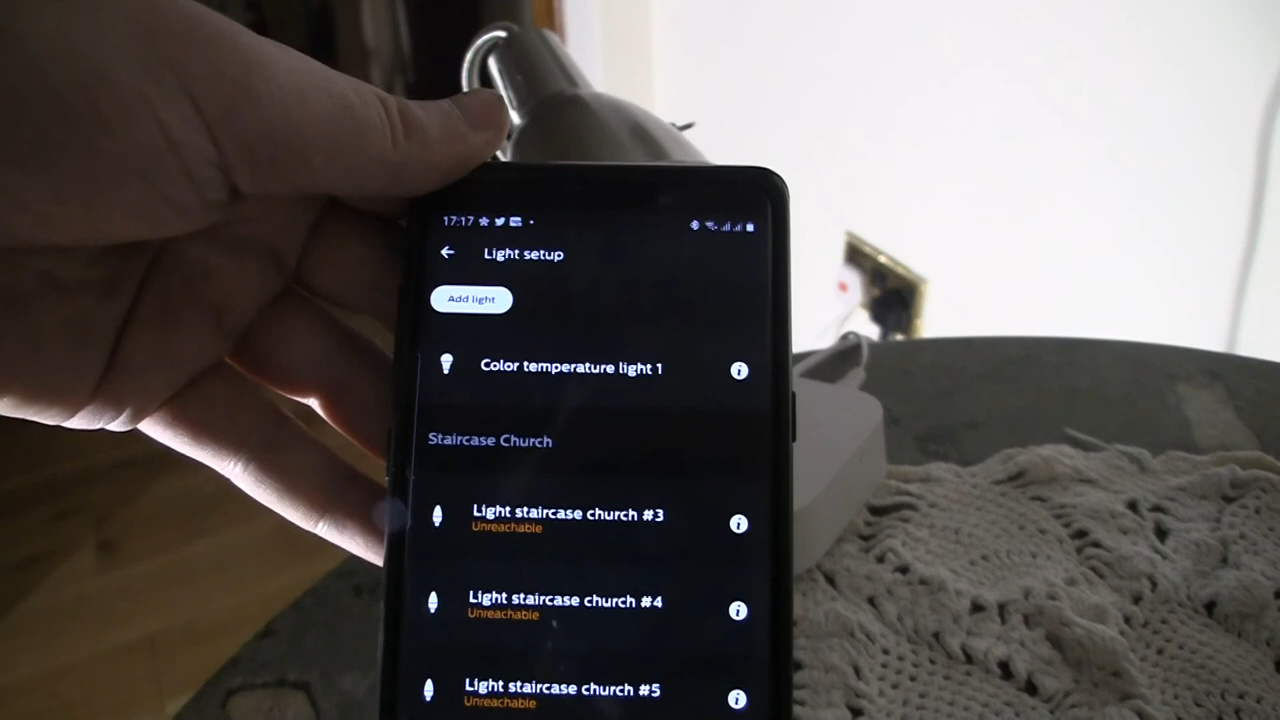 17:17
Light setup
Add light
Color temperature light 1
Staircase Church
Light staircase church #3
Unreachable
Light staircase church #4
Unreachable
Light staircase church #5
Unreachable